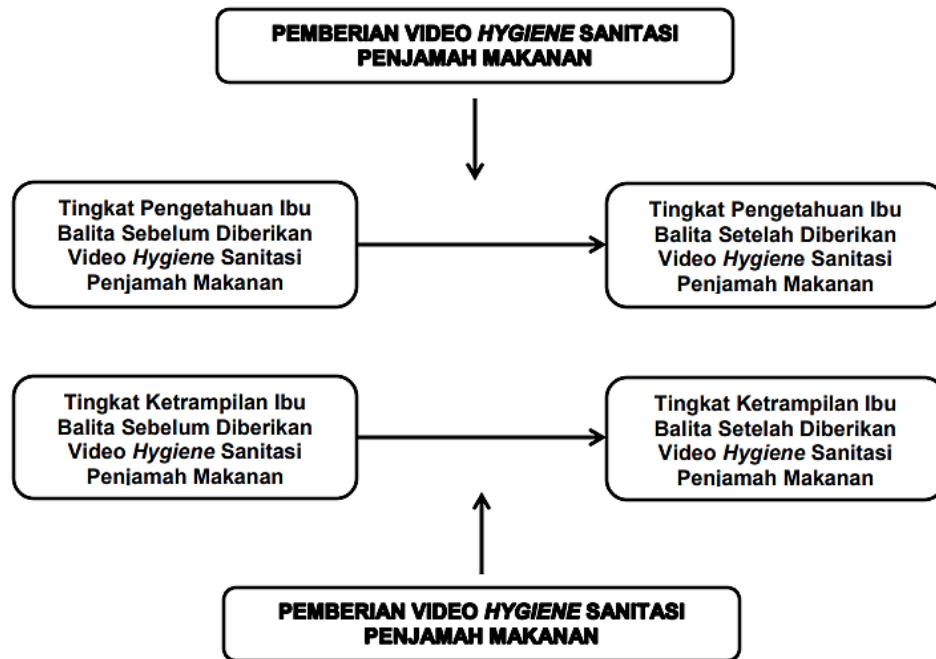 PEMBERIAN VIDEO HYGIENE SANITASI
PENJAMAH MAKANAN
Tingkat Pengetahuan Ibu
Balita Sebelum Diberikan
Video Hygiene Sanitasi
Penjamah Makanan
Tingkat Pengetahuan Ibu
Balita Setelah Diberikan
Video Hygiene Sanitasi
Penjamah Makanan
Tingkat Ketrampilan Ibu
Balita Sebelum Diberikan
Video Hygiene Sanitasi
Penjamah Makanan
Tingkat Ketrampilan Ibu
Balita Setelah Diberikan
Video Hygiene Sanitasi
Penjamah Makanan
PEMBERIAN VIDEO HYGIENE SANITASI
PENJAMAH MAKANAN